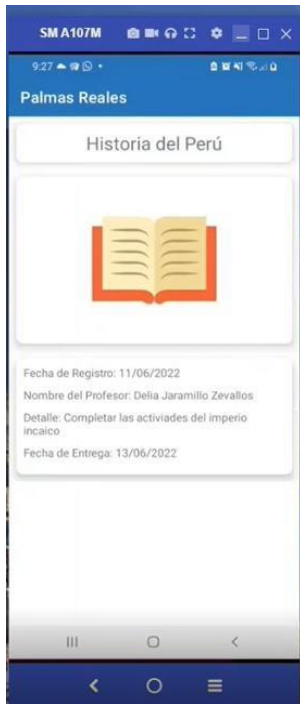 SM A107M
9:27
Palmas Reales
Historia del Perú
Fecha de Registro: 11/06/2022
Nombre del Profesor: Delia Jaramillo Zevallos
Detalle: Completar las activiades del imperio
incaico
Fecha de Entrega: 13/06/2022